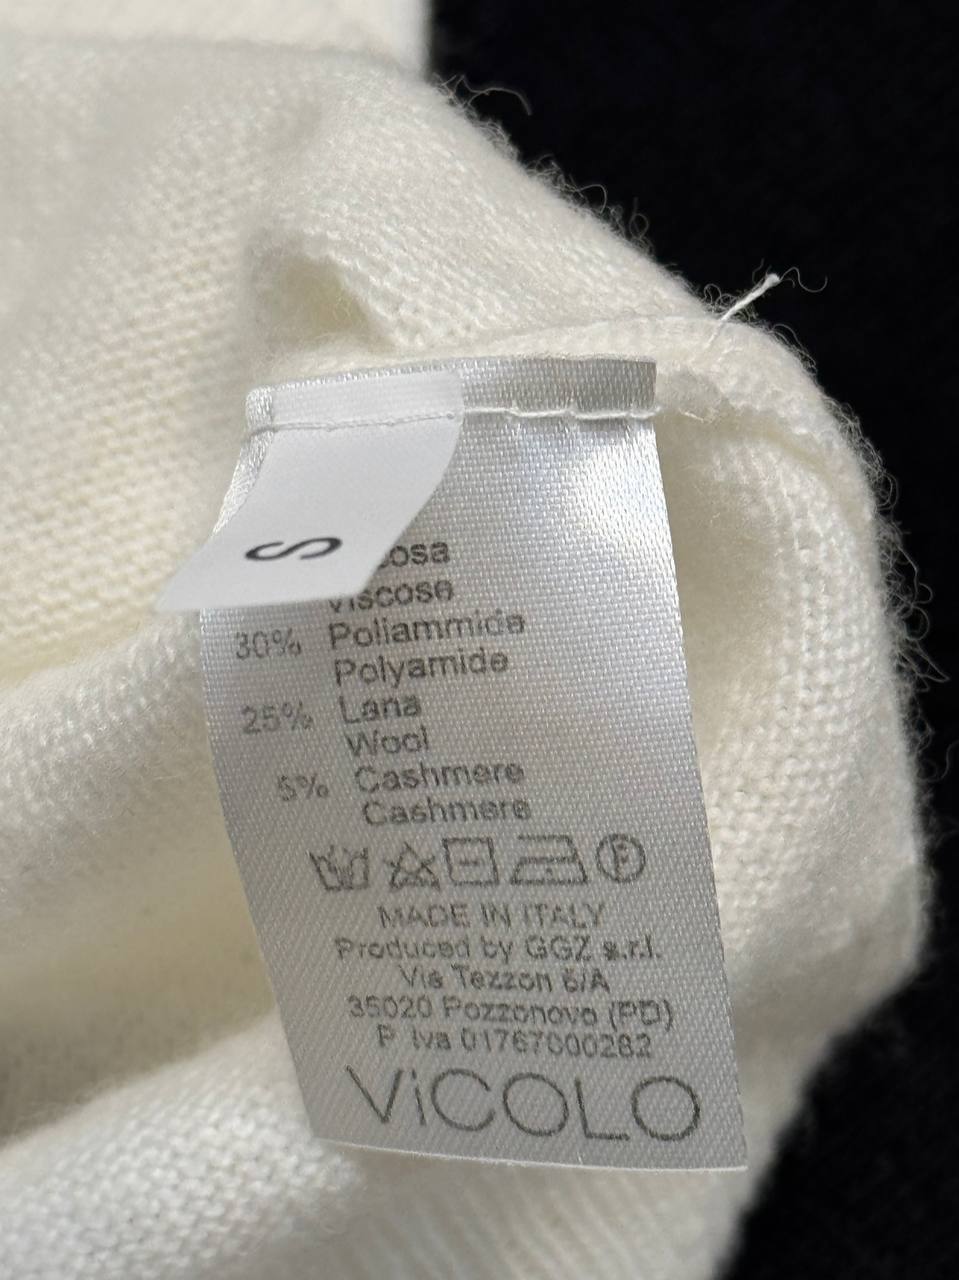 S
cosa
Viscose
30% Poliammide
Polyamide
25% Lana
Wool
5% Cashmere
Cashmere
F
MADE IN ITALY
Produced by GGZ s.r.l.
Via Tezzon 6/A
35020 Pozzonovo (PD)
P Iva 01767000282
ViCOLO